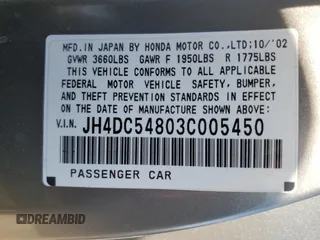 MFD.IN JAPAN BY HONDA MOTOR CO.,LTD:10/'02
GVWR 3660LBS GAWR F 1950LBS R 1775LBS
THIS VEHICLE CONFORMS TO ALL APPLICABLE
FEDERAL MOTOR VEHICLE SAFETY, BUMPER,
AND THEFT PREVENTION STANDARDS IN EFFECT
ON THE DATE OF MANUFACTURE SHOWN ABOVE.
V.I.N. JH4DC54803C005450
PASSENGER CAR
DREAMBID